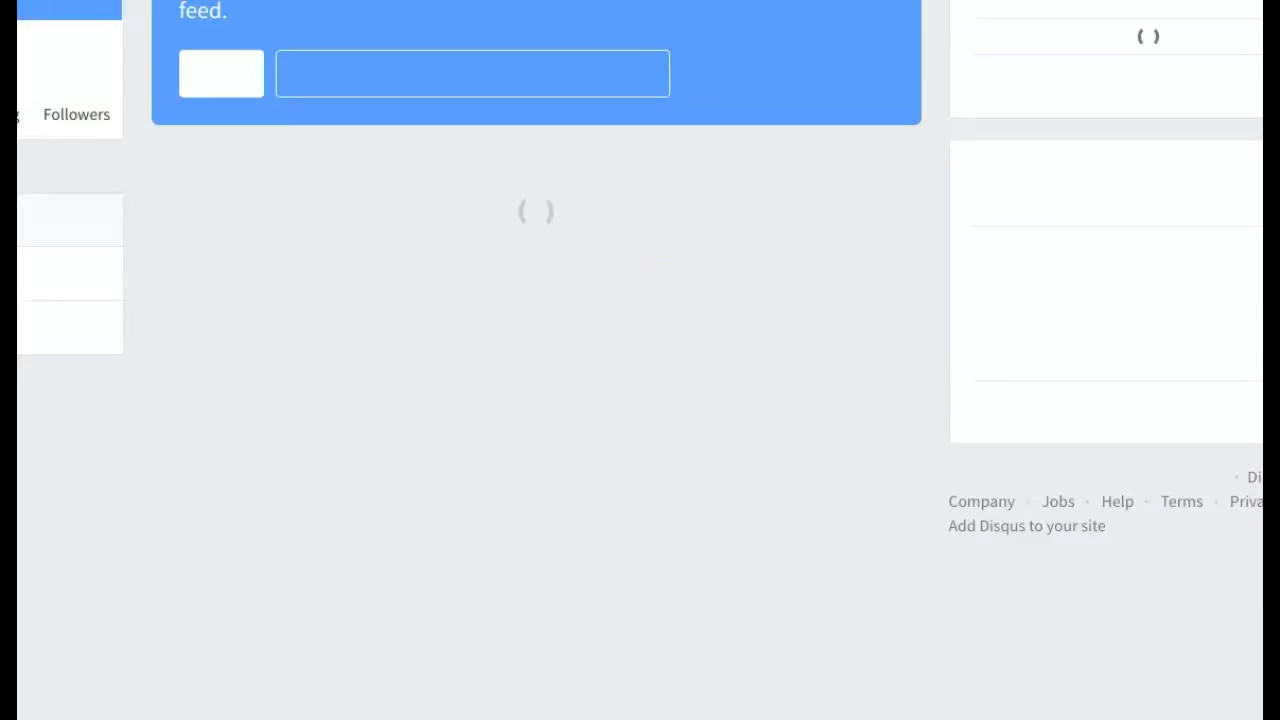 feed.
Followers
Company · Jobs · Help · Terms ·
Add Disqus to your site